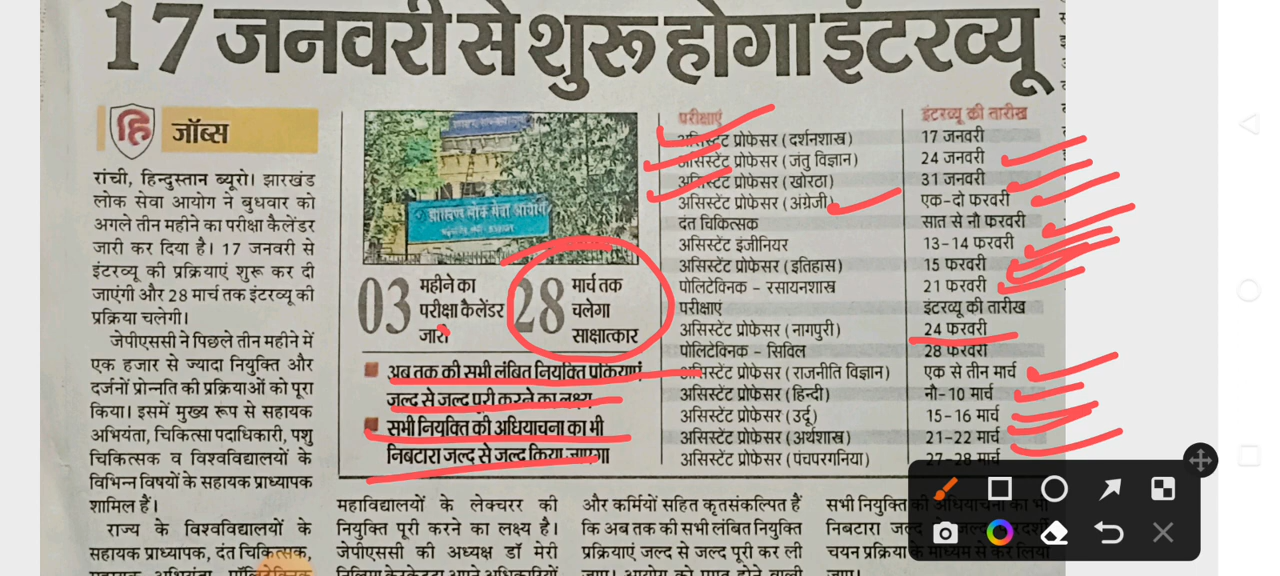 17 जनवरी से शुरू होगा इंटरव्यू
हि जॉब्स
रांची, हिन्दुस्तान ब्यूरो। झारखंड
लोक सेवा आयोग ने बुधवार को
अगले तीन महीने का परीक्षा कैलेंडर
जारी कर दिया है। 17 जनवरी से
इंटरव्यू की प्रक्रियाएं शुरू कर दी
जाएंगी और 28 मार्च तक इंटरव्यू की
प्रक्रिया चलेगी।
जेपीएससी ने पिछले तीन महीने में
एक हजार से ज्यादा नियुक्ति और
दर्जनों प्रोन्नति की प्रक्रियाओं को पूरा
किया। इसमें मुख्य रूप से सहायक
अभियंता, चिकित्सा पदाधिकारी, पशु
चिकित्सक व विश्वविद्यालयों के
विभिन्न विषयों के सहायक प्राध्यापक
शामिल हैं।
राज्य के विश्वविद्यालयों के
सहायक प्राध्यापक, दंत चिकित्सक,
झारखण्ड लोक सेवा आयोग
03 महीने का
परीक्षा कैलेंडर
जारी
28 मार्च तक
चलेगा
साक्षात्कार
अब तक की सभी लंबित नियुक्ति प्रक्रियाएं
जल्द से जल्द पूरी करने का लक्ष्य
सभी नियुक्ति की अधियाचना का भी
निबटारा जल्द से जल्द किया जाएगा
परीक्षाएं इंटरव्यू की तारीख
असिस्टेंट प्रोफेसर (दर्शनशास्त्र) 17 जनवरी
असिस्टेंट प्रोफेसर (जंतु विज्ञान) 24 जनवरी
असिस्टेंट प्रोफेसर (खोरठा) 31 जनवरी
असिस्टेंट प्रोफेसर (अंग्रेजी) एक-दो फरवरी
दंत चिकित्सक सात से नौ फरवरी
असिस्टेंट इंजीनियर 13-14 फरवरी
असिस्टेंट प्रोफेसर (इतिहास) 15 फरवरी
पोलिटेक्निक - रसायनशास्त्र 21 फरवरी
परीक्षाएं इंटरव्यू की तारीख
असिस्टेंट प्रोफेसर (नागपुरी) 24 फरवरी
पोलिटेक्निक - सिविल 28 फरवरी
असिस्टेंट प्रोफेसर (राजनीति विज्ञान) एक से तीन मार्च
असिस्टेंट प्रोफेसर (हिन्दी) नौ-10 मार्च
असिस्टेंट प्रोफेसर (उर्दू) 15-16 मार्च
असिस्टेंट प्रोफेसर (अर्थशास्त्र) 21-22 मार्च
असिस्टेंट प्रोफेसर (पंचपरगनिया) 27-28 मार्च
महाविद्यालयों के लेक्चरर की
नियुक्ति पूरी करने का लक्ष्य है।
जेपीएससी की अध्यक्ष डॉ मेरी
और कर्मियों सहित कृतसंकल्पित हैं
कि अब तक की सभी लंबित नियुक्ति
प्रक्रियाएं जल्द से जल्द पूरी कर ली
सभी नियुक्ति की अधियाचना का भी
निबटारा जल्द
चयन प्रक्रिया के माध्यम से कर लिया
जाए।